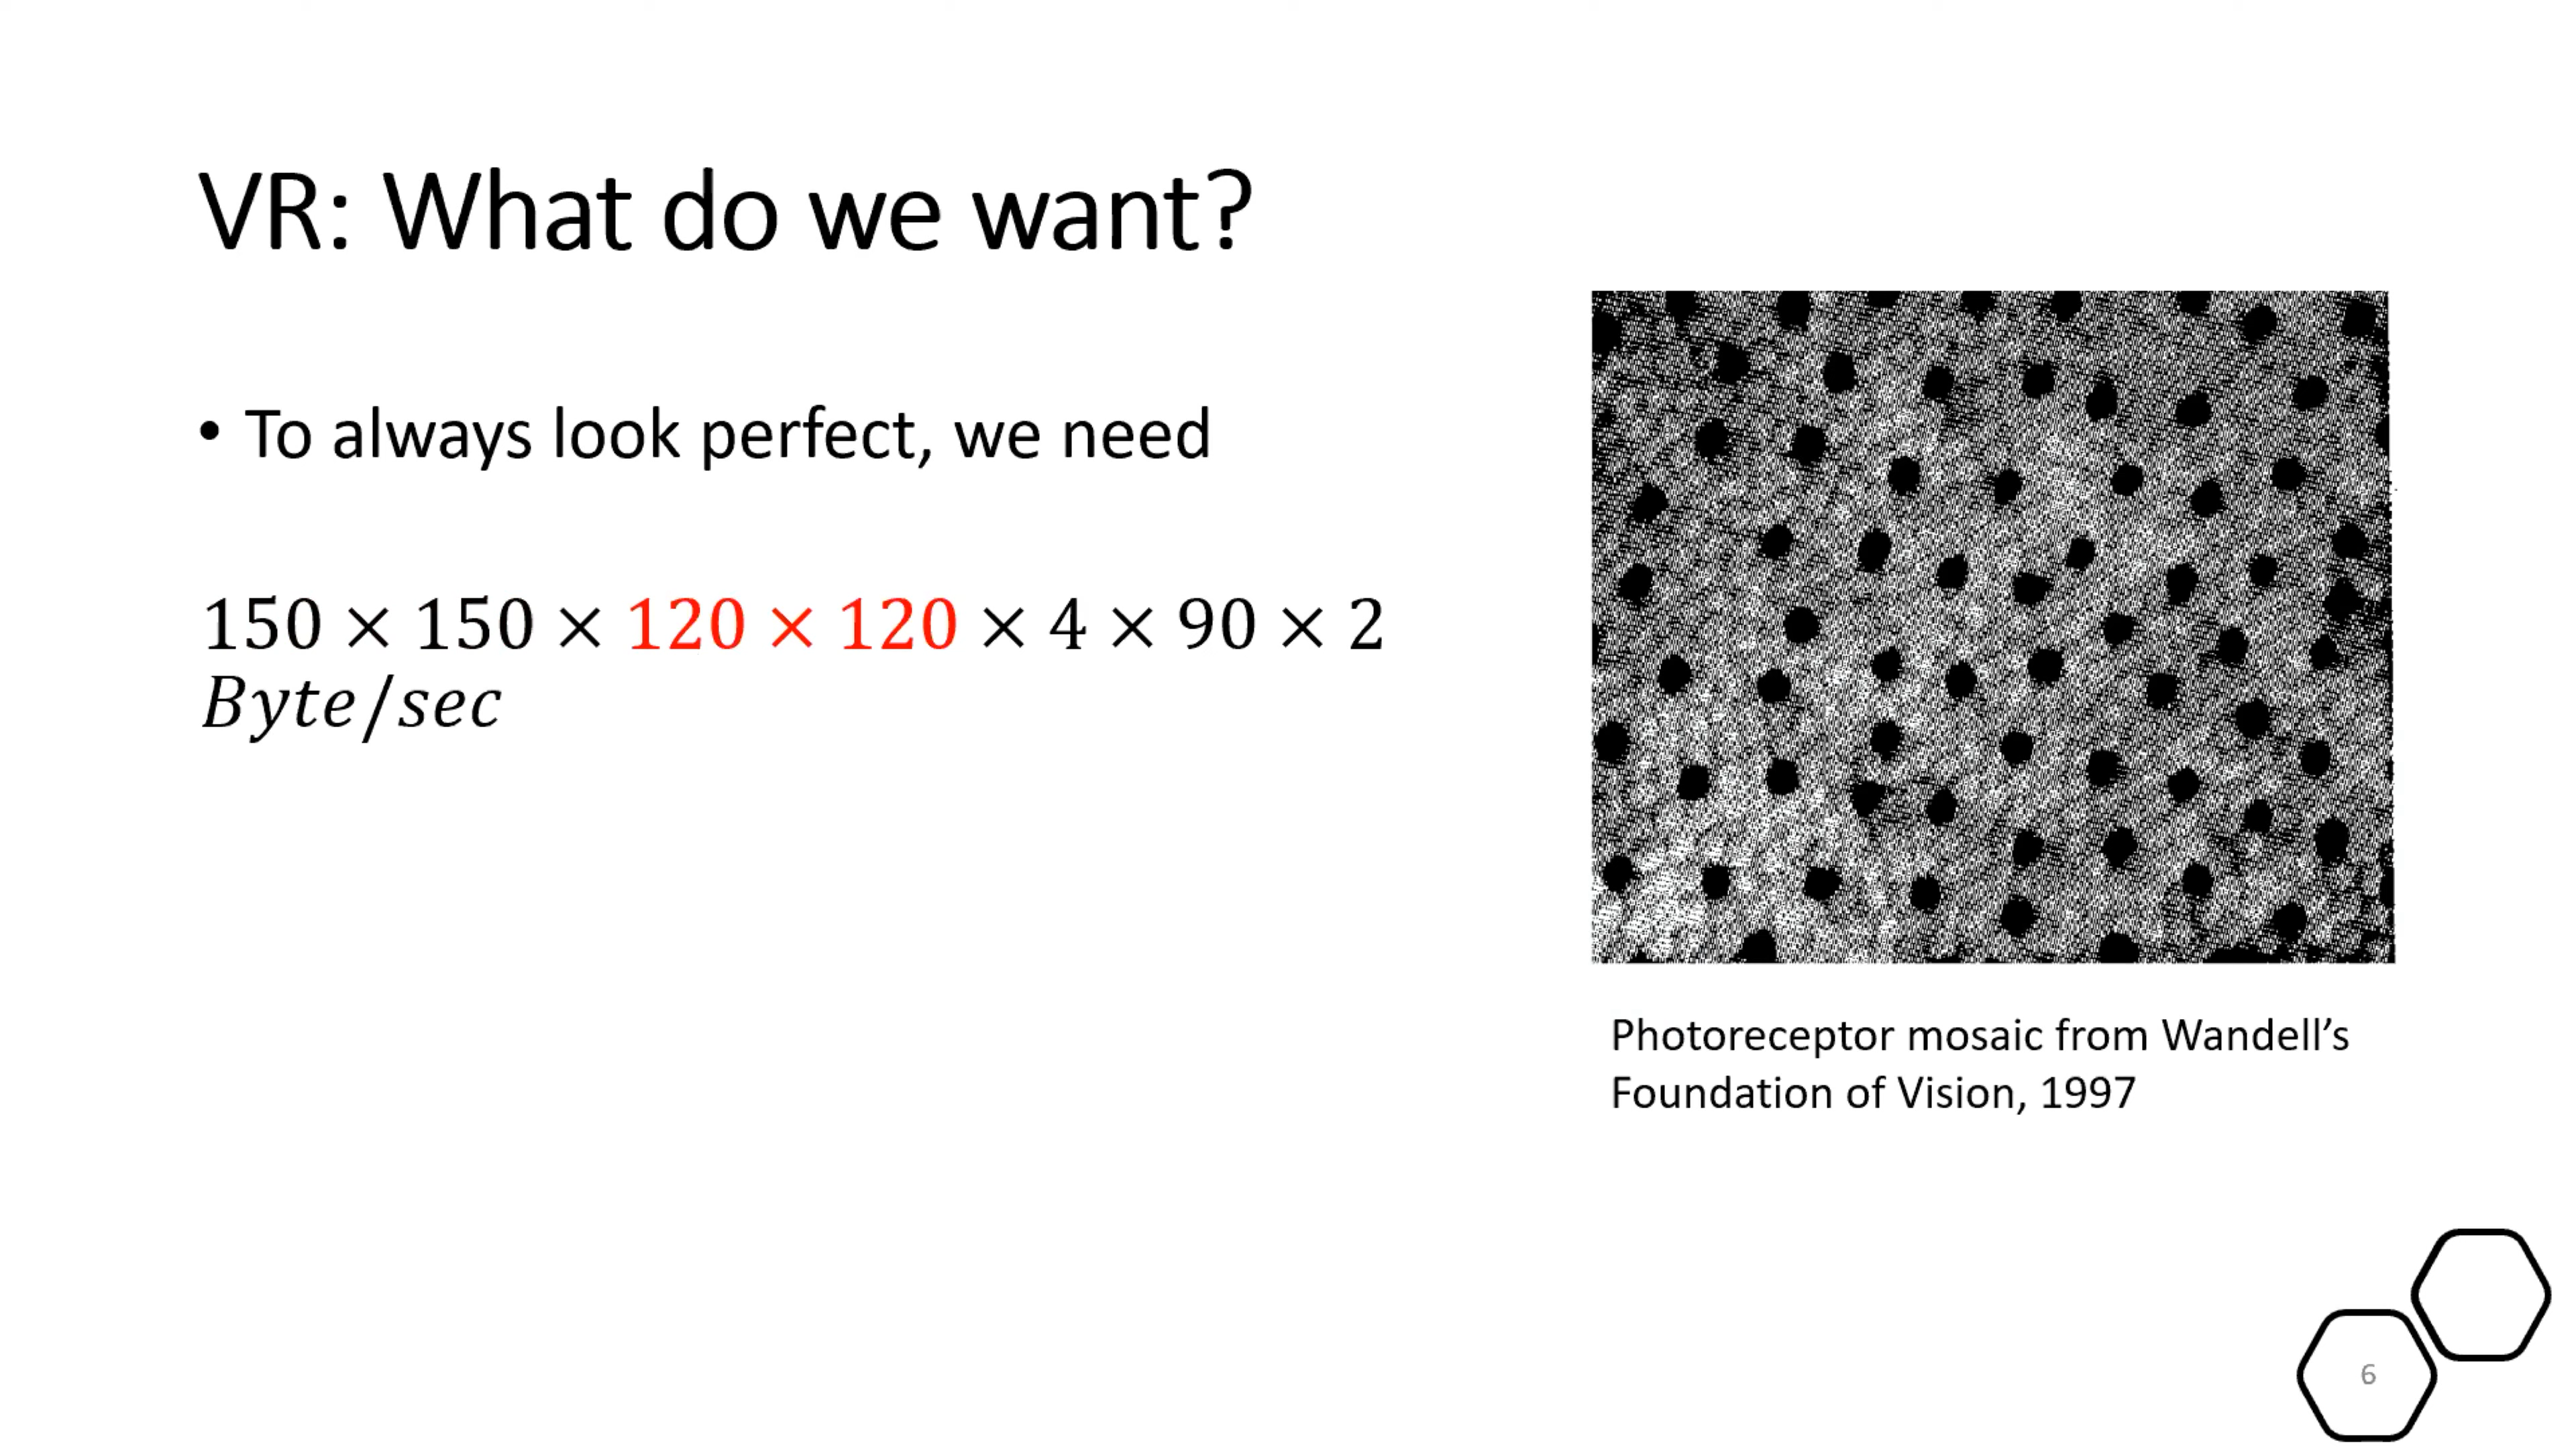 VR: What do we want?
• To always look perfect, we need
150 × 150 × 120 × 120 × 4 × 90 × 2
Byte/sec
Photoreceptor mosaic from Wandell’s
Foundation of Vision, 1997
6